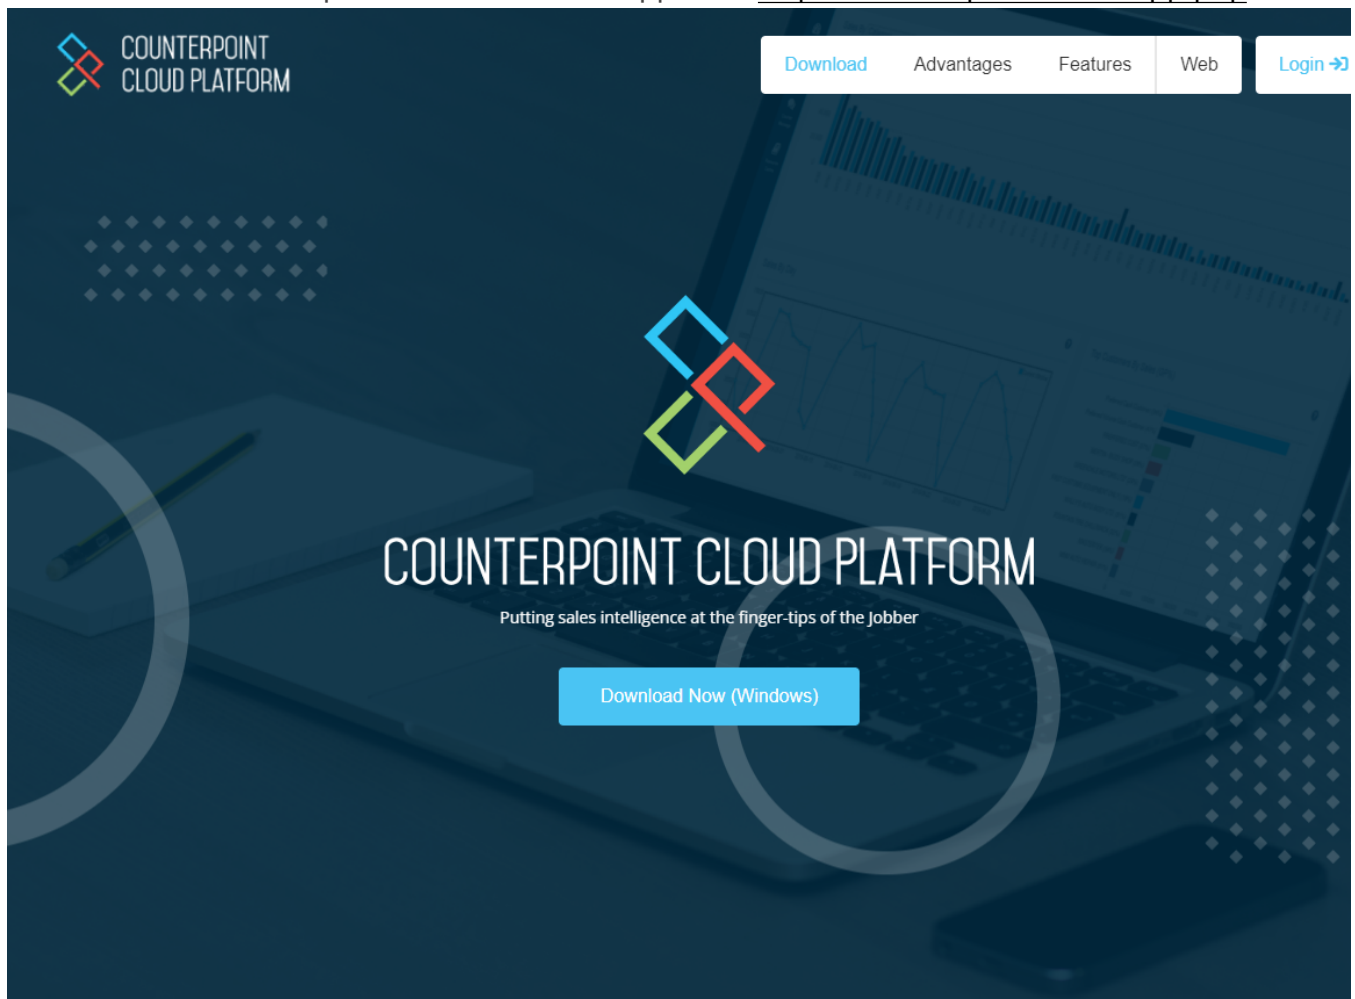 COUNTERPOINT
CLOUD PLATFORM
Download Advantages Features Web Login
COUNTERPOINT CLOUD PLATFORM
Putting sales intelligence at the finger-tips of the Jobber
Download Now (Windows)